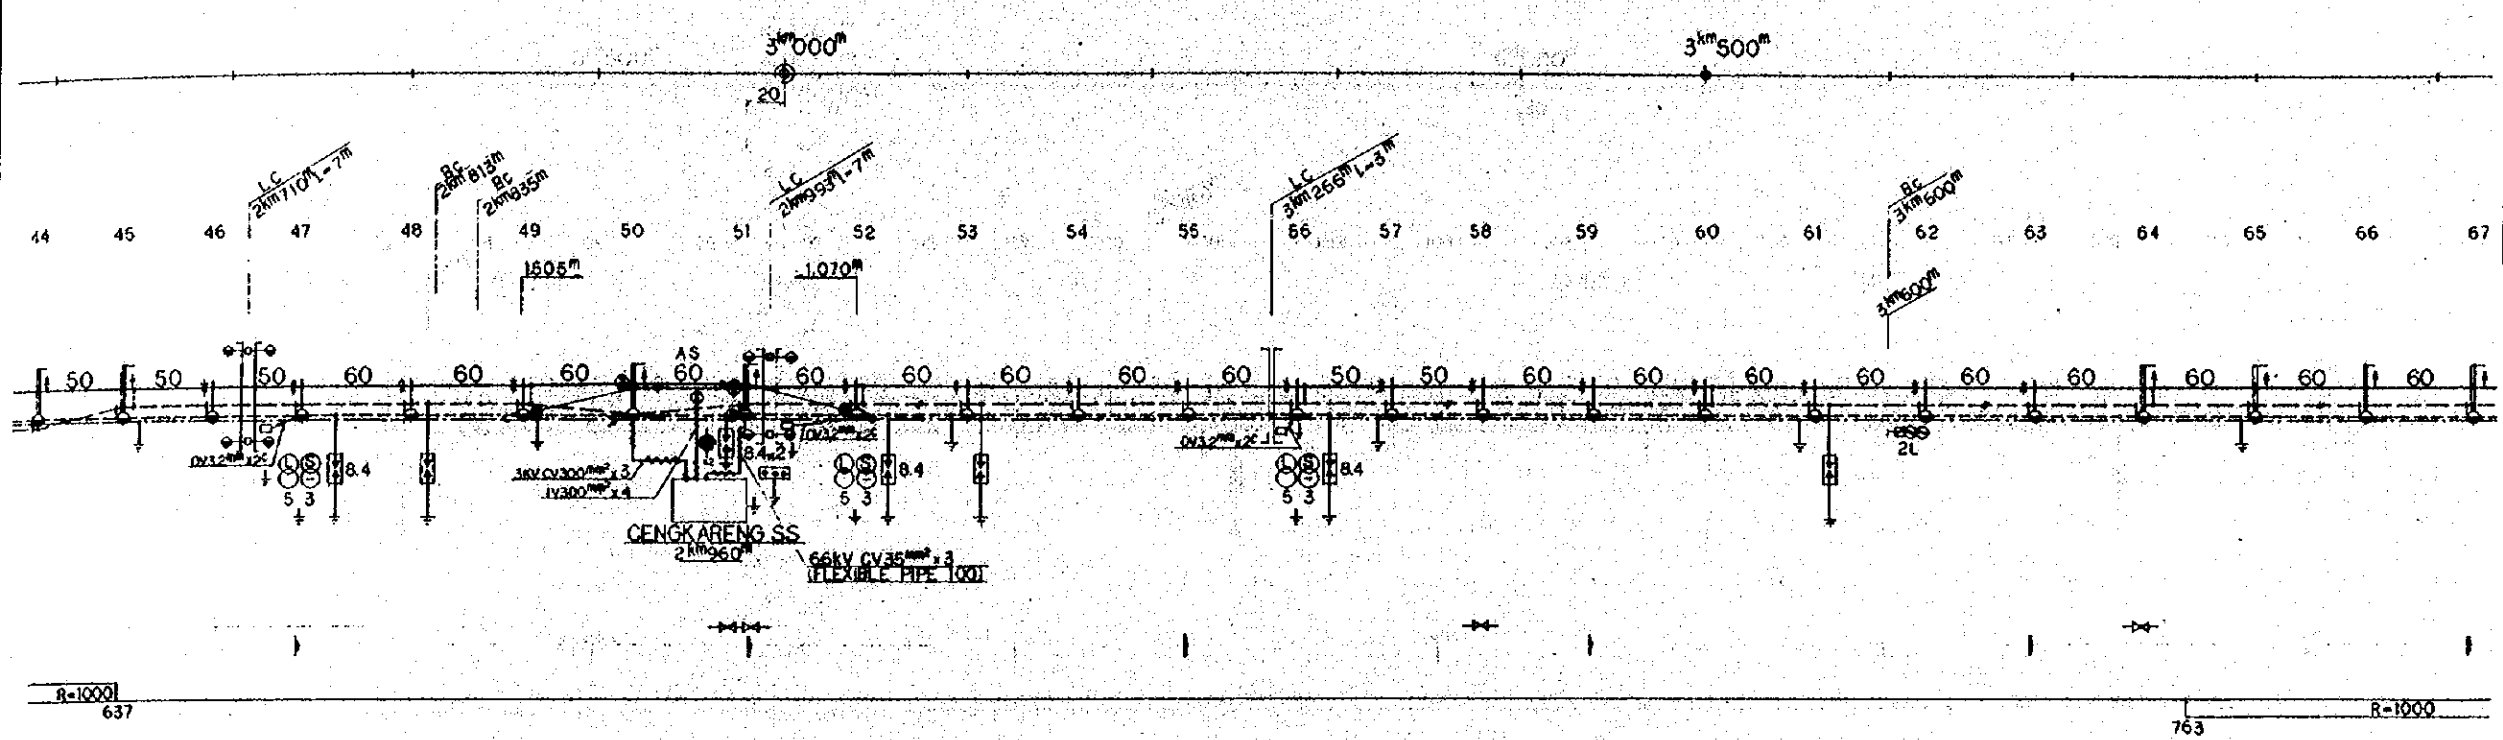 3km000m
3km500m
20
LC
2km710m L=7m
BC
2km813m
BC
2km835m
LC
2km993m L=7m
LC
3km266m L=3m
BC
3km600m
44 45 46 47 48 49 50 51 52 53 54 55 56 57 58 59 60 61 62 63 64 65 66 67
1505m
1.070m
3km600m
AS
50 50 50 60 60 60 60 60 60 60 60 60 50 50 60 60 60 60 60 60 60 60
L S 8.4
5 3
8.4x2
L S 8.4
5 3
L S 8.4
5 3
2L
3KV CV300mm²x3
IV300mm²x4
CENGKARENG SS
2km960m
66KV CV35mm²x3
(FLEXIBLE PIPE 100)
R=1000
637
R=1000
763